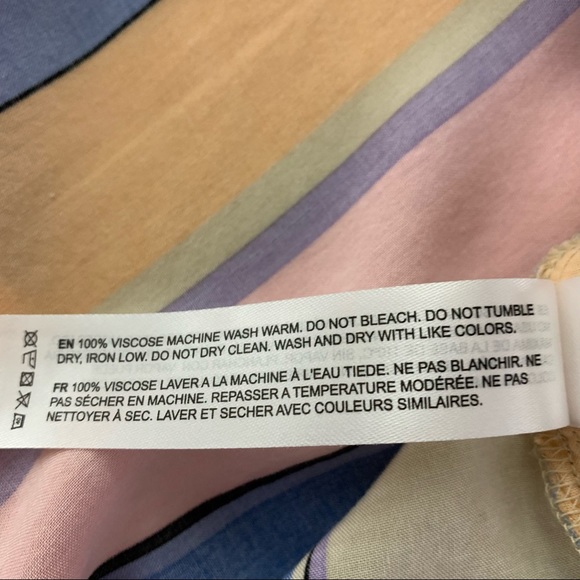 EN 100% VISCOSE MACHINE WASH WARM. DO NOT BLEACH. DO NOT TUMBLE
DRY, IRON LOW. DO NOT DRY CLEAN. WASH AND DRY WITH LIKE COLORS.
FR 100% VISCOSE LAVER A LA MACHINE À L'EAU TIEDE. NE PAS BLANCHIR. NE
PAS SÉCHER EN MACHINE. REPASSER A TEMPERATURE MODÉRÉE. NE PAS
NETTOYER À SEC. LAVER ET SECHER AVEC COULEURS SIMILAIRES.